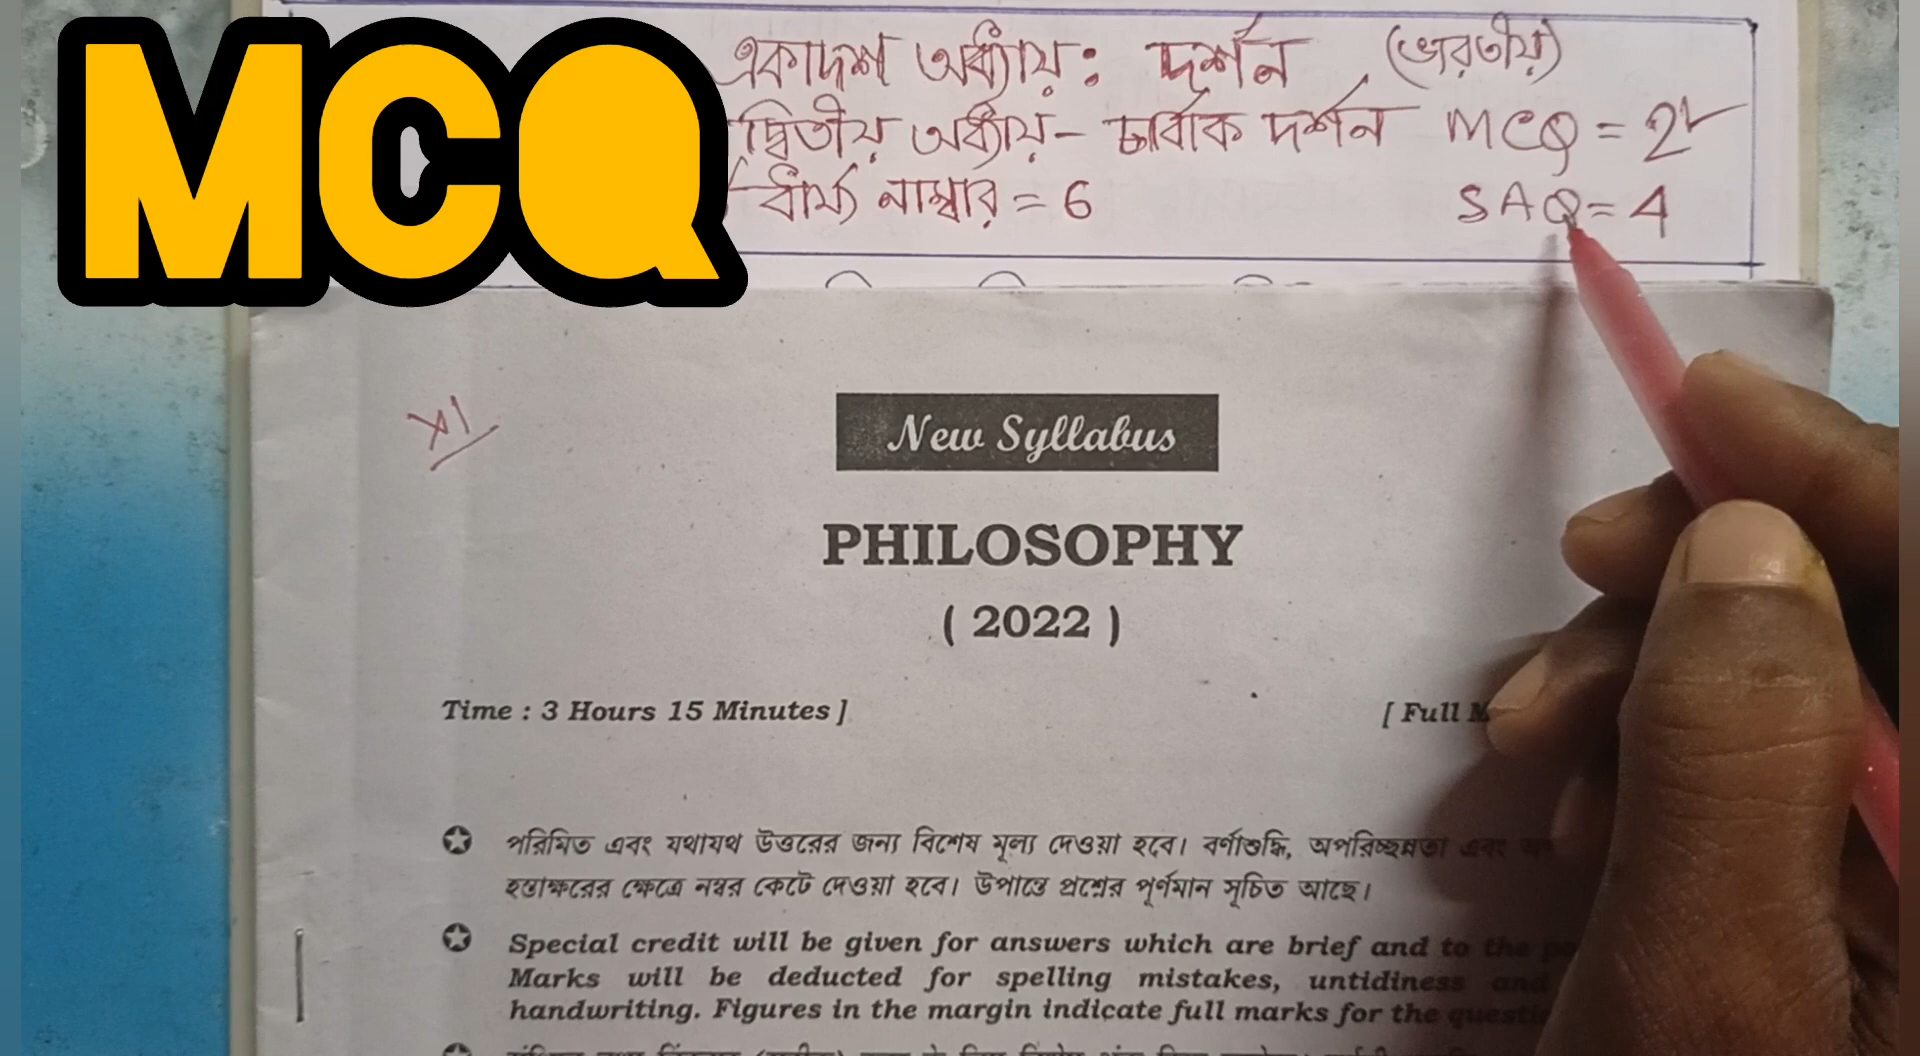 MCQ
একাদশ অধ্যায়: দর্শন (ভারতীয়)
দ্বিতীয় অধ্যায় - চার্বাক দর্শন MCQ = 2
ধার্য্য নাম্বার = 6 SAQ = 4
XI
New Syllabus
PHILOSOPHY
( 2022 )
Time : 3 Hours 15 Minutes ] [ Full
পরিমিত এবং যথাযথ উত্তরের জন্য বিশেষ মূল্য দেওয়া হবে। বর্ণাশুদ্ধি, অপরিচ্ছন্নতা এবং
হস্তাক্ষরের ক্ষেত্রে নম্বর কেটে দেওয়া হবে। উপান্তে প্রশ্নের পূর্ণমান সূচিত আছে।
Special credit will be given for answers which are brief and to the
Marks will be deducted for spelling mistakes, untidiness and
handwriting. Figures in the margin indicate full marks for the